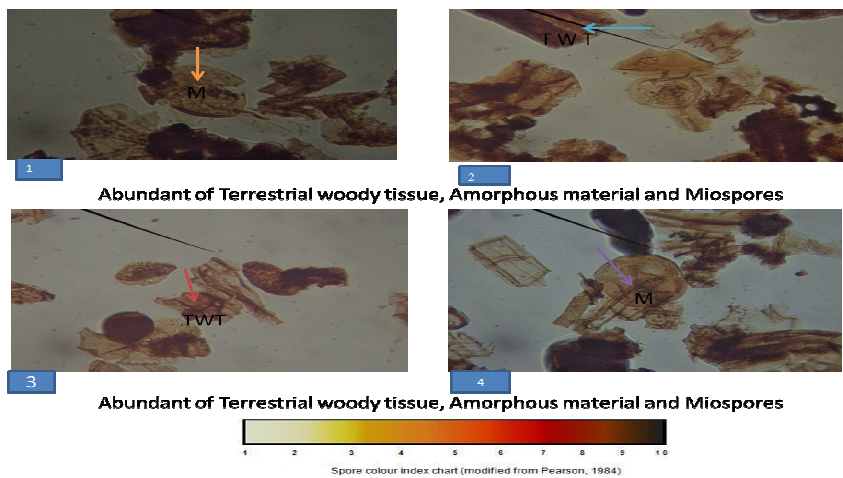 M
T W T
1
2
Abundant of Terrestrial woody tissue, Amorphous material and Miospores
TWT
M
3
4
Abundant of Terrestrial woody tissue, Amorphous material and Miospores
1 2 3 4 5 6 7 8 9 10
Spore colour index chart (modified from Pearson, 1984)